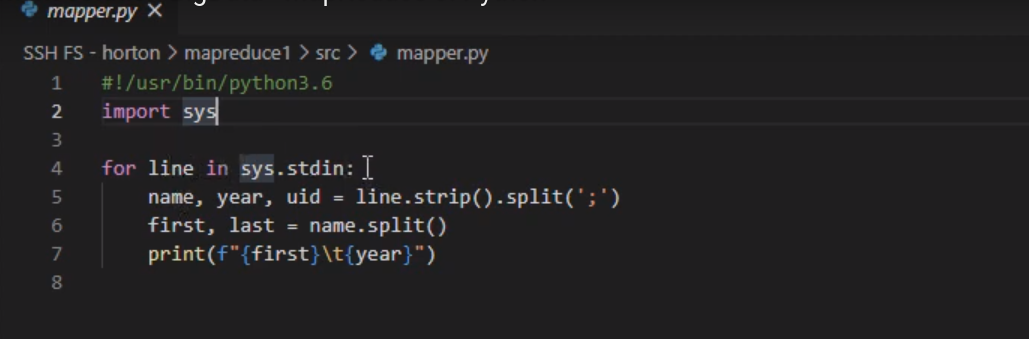 mapper.py
SSH FS - horton > mapreduce1 > src > mapper.py
1 #!/usr/bin/python3.6
2 import sys
3
4 for line in sys.stdin:
5 name, year, uid = line.strip().split(';')
6 first, last = name.split()
7 print(f"{first}\t{year}")
8